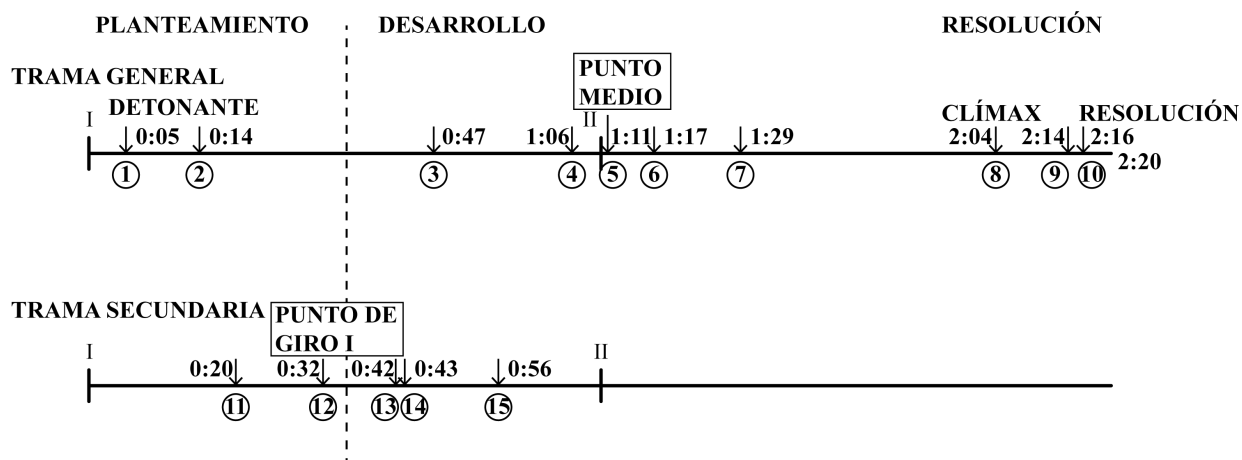 PLANTEAMIENTO DESARROLLO RESOLUCIÓN
TRAMA GENERAL
PUNTO
MEDIO
I DETONANTE II CLÍMAX RESOLUCIÓN
0:05 0:14 0:47 1:06 1:11 1:17 1:29 2:04 2:14 2:16
2:20
1 2 3 4 5 6 7 8 9 10
TRAMA SECUNDARIA
PUNTO DE
GIRO I
I II
0:20 0:32 0:42 0:43 0:56
11 12 13 14 15